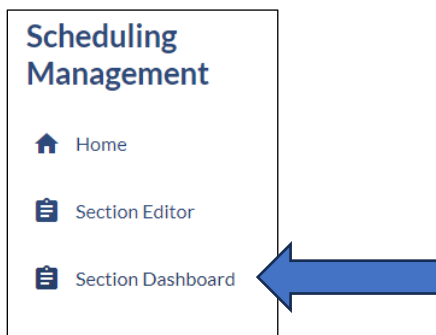 Scheduling
Management
Home
Section Editor
Section Dashboard